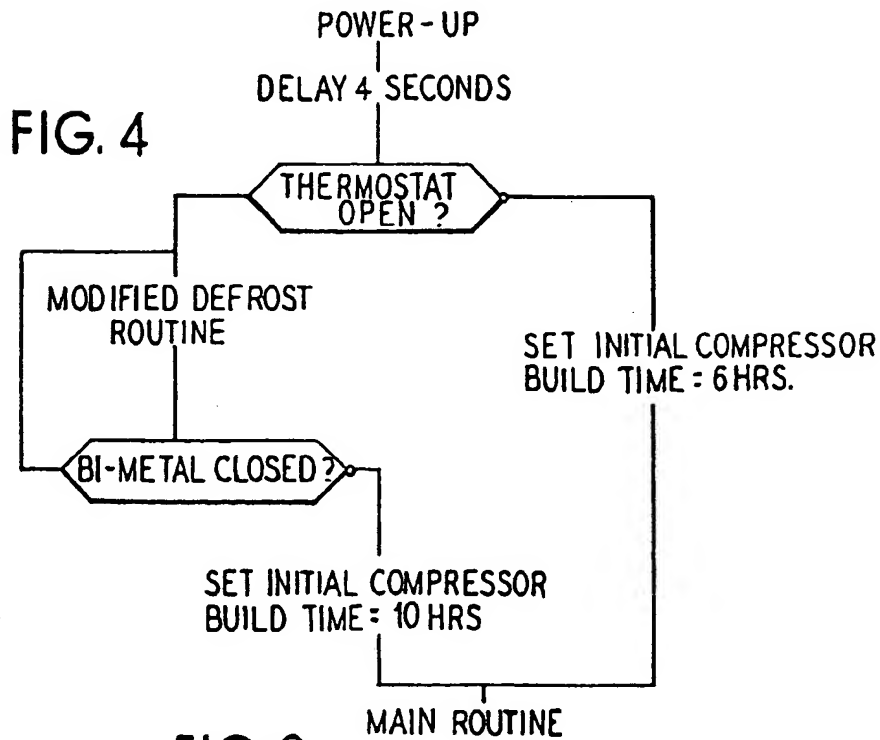 POWER-UP
DELAY 4 SECONDS
FIG. 4
THERMOSTAT
OPEN ?
MODIFIED DEFROST
ROUTINE
SET INITIAL COMPRESSOR
BUILD TIME = 6 HRS.
BI-METAL CLOSED ?
SET INITIAL COMPRESSOR
BUILD TIME = 10 HRS
MAIN ROUTINE